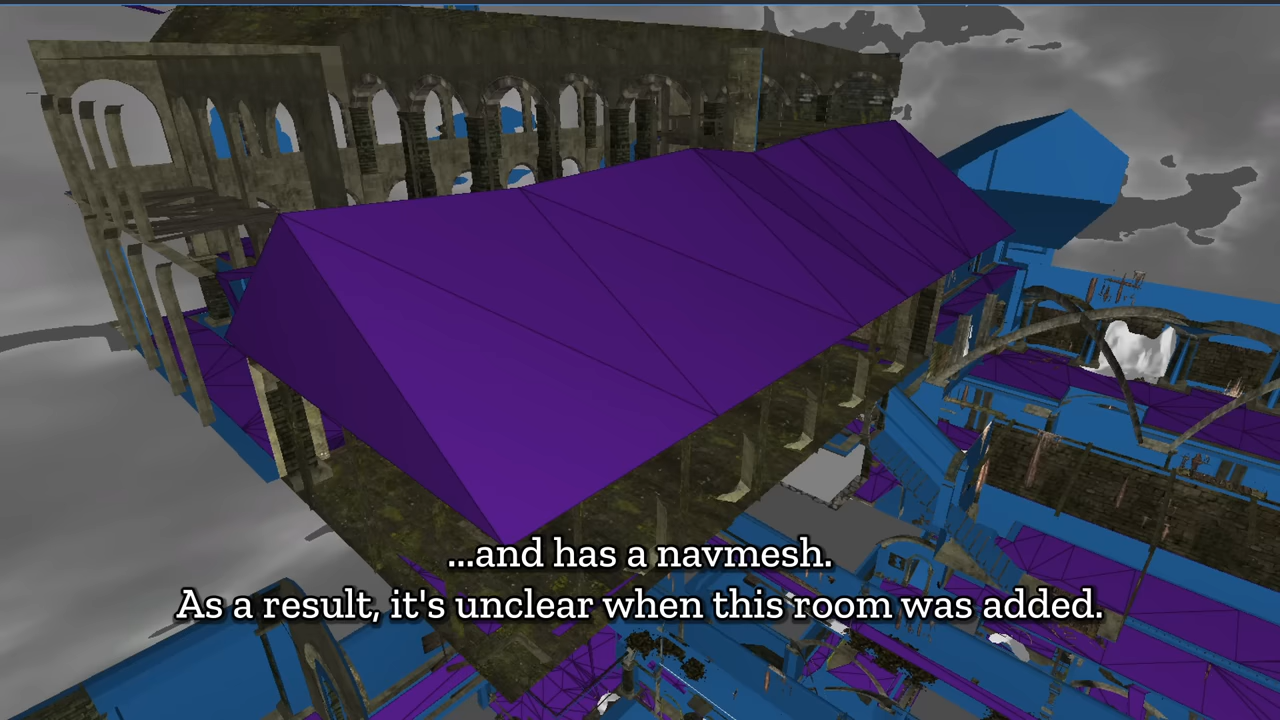 ...and has a navmesh.
As a result, it's unclear when this room was added.